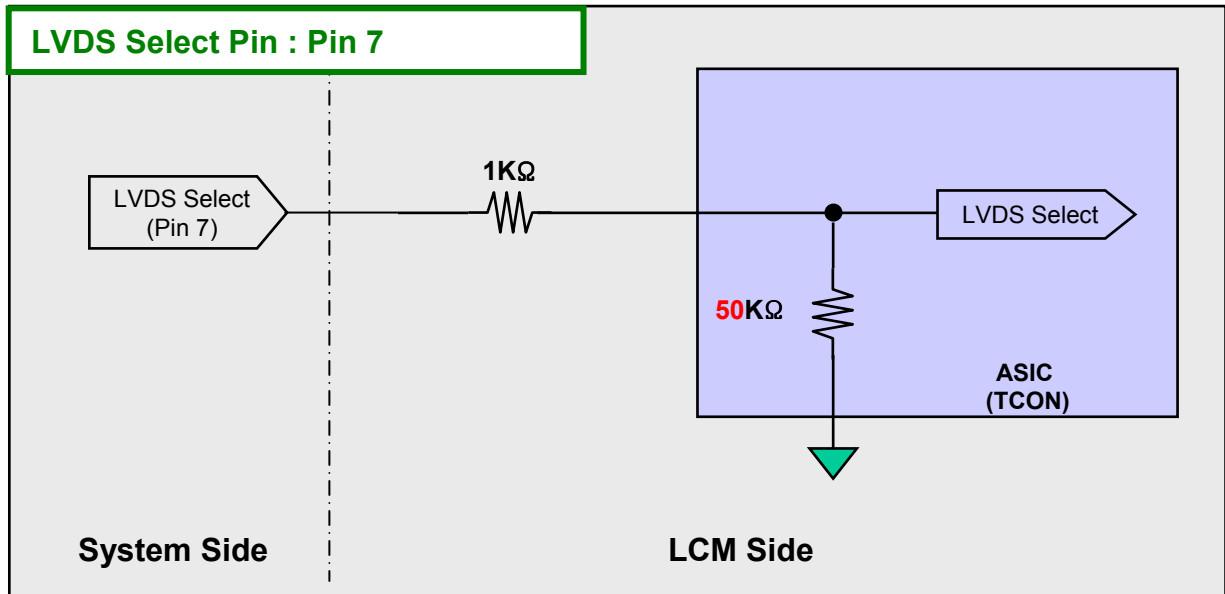 LVDS Select Pin : Pin 7
1KΩ
LVDS Select
(Pin 7)
LVDS Select
50KΩ
ASIC
(TCON)
System Side
LCM Side